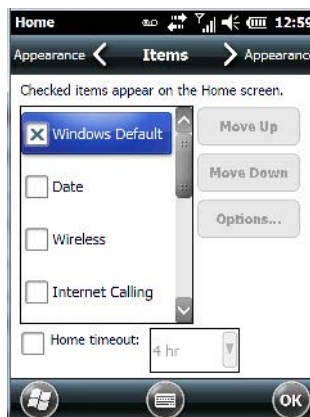 Home 12:59
Appearance Items Appearance
Checked items appear on the Home screen.
Windows Default
Move Up
Date
Move Down
Wireless
Options...
Internet Calling
Home timeout: 4 hr
OK